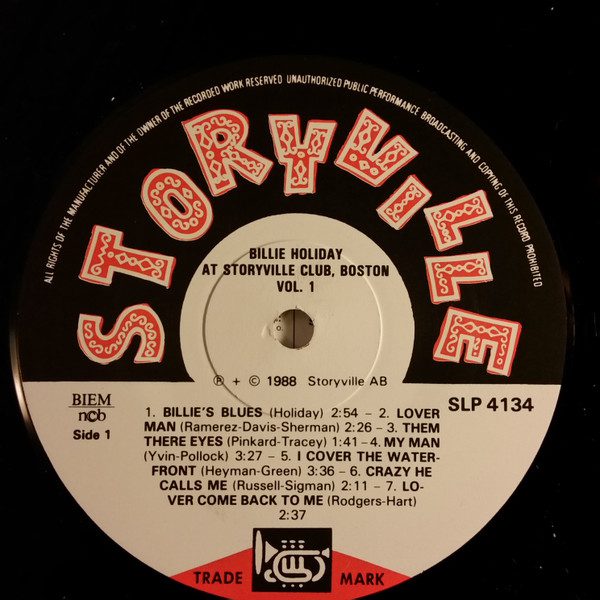 ALL RIGHTS OF THE MANUFACTURER AND OF THE OWNER OF THE RECORDED WORK RESERVED UNAUTHORIZED PUBLIC PERFORMANCE BROADCASTING AND COPYING OF THIS RECORD PROHIBITED
STORYVILLE
BILLIE HOLIDAY
AT STORYVILLE CLUB, BOSTON
VOL. 1
℗ + © 1988 Storyville AB
BIEM
ncb
Side 1
SLP 4134
1. BILLIE'S BLUES (Holiday) 2:54 – 2. LOVER
MAN (Ramerez-Davis-Sherman) 2:26 – 3. THEM
THERE EYES (Pinkard-Tracey) 1:41 – 4. MY MAN
(Yvin-Pollock) 3:27 – 5. I COVER THE WATER-
FRONT (Heyman-Green) 3:36 – 6. CRAZY HE
CALLS ME (Russell-Sigman) 2:11 – 7. LO-
VER COME BACK TO ME (Rodgers-Hart)
2:37
TRADE MARK